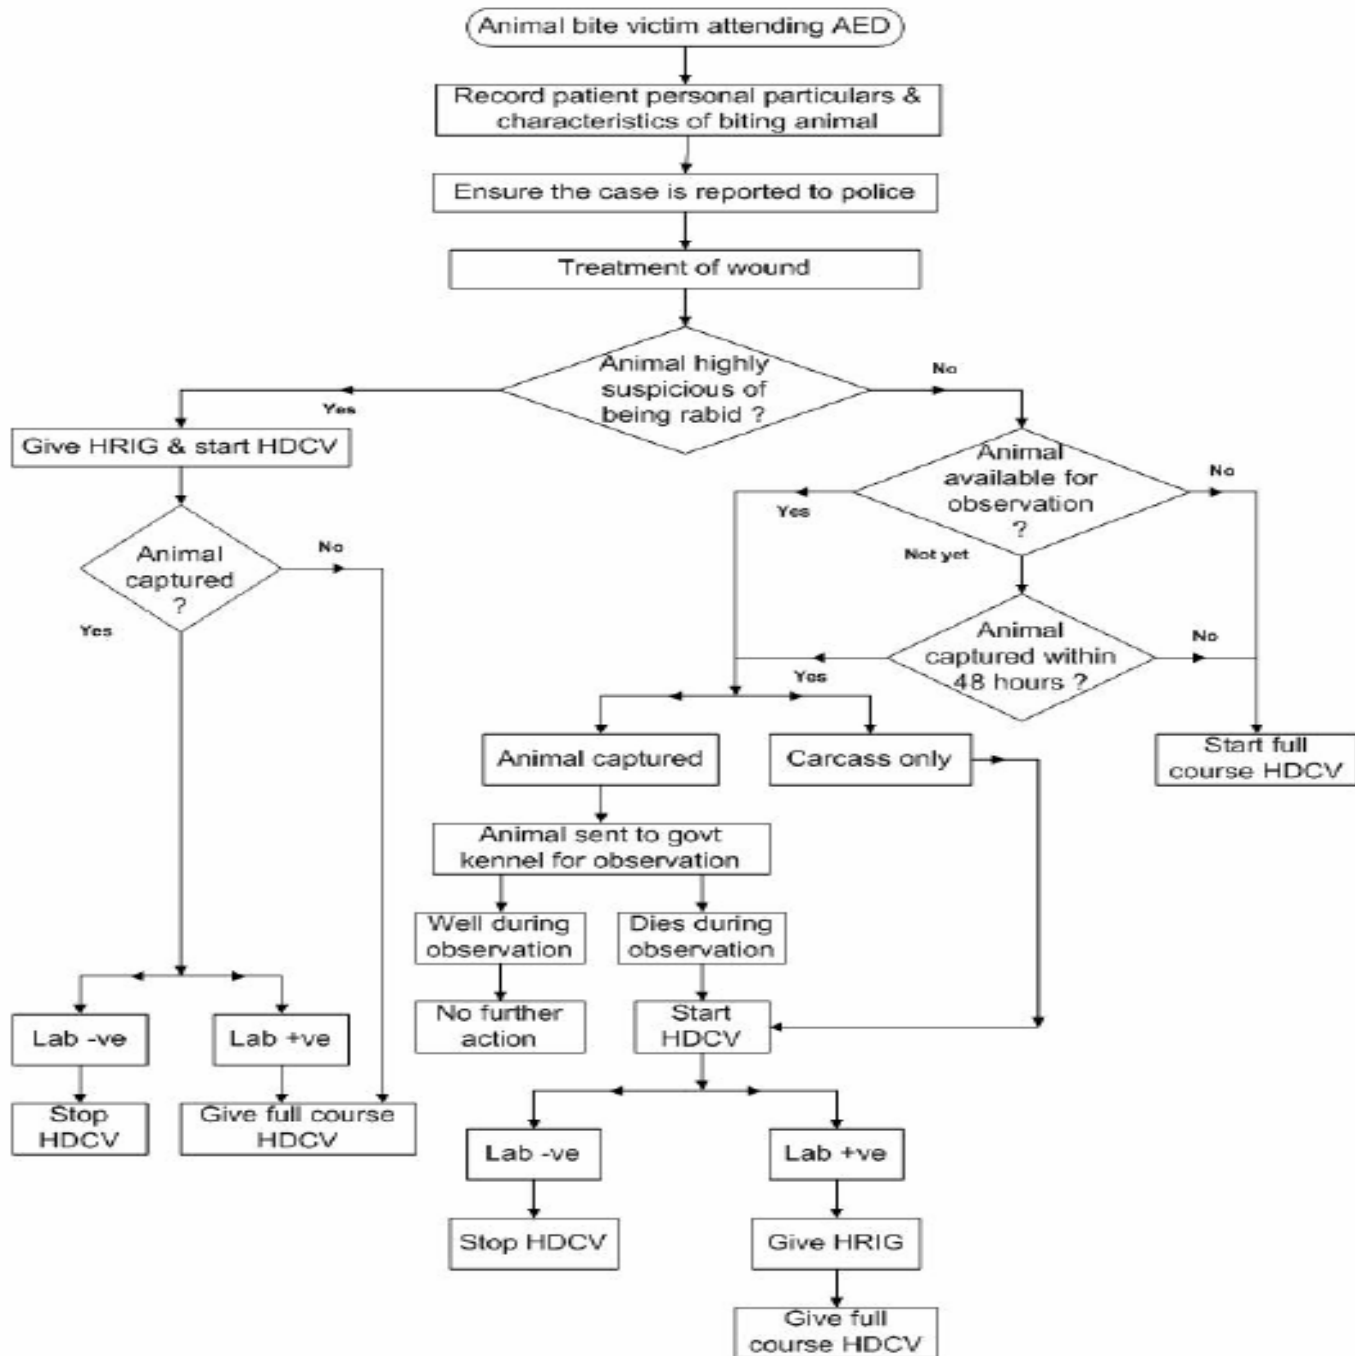 Animal bite victim attending AED
Record patient personal particulars &
characteristics of biting animal
Ensure the case is reported to police
Treatment of wound
Animal highly
suspicious of
being rabid ?
Yes
No
Give HRIG & start HDCV
Animal
captured
?
No
Yes
Lab -ve
Lab +ve
Stop
HDCV
Give full course
HDCV
Animal
available for
observation
?
Yes
No
Not yet
Animal
captured within
48 hours ?
Yes
No
Start full
course HDCV
Animal captured
Carcass only
Animal sent to govt
kennel for observation
Well during
observation
Dies during
observation
No further
action
Start
HDCV
Lab -ve
Lab +ve
Stop HDCV
Give HRIG
Give full
course HDCV